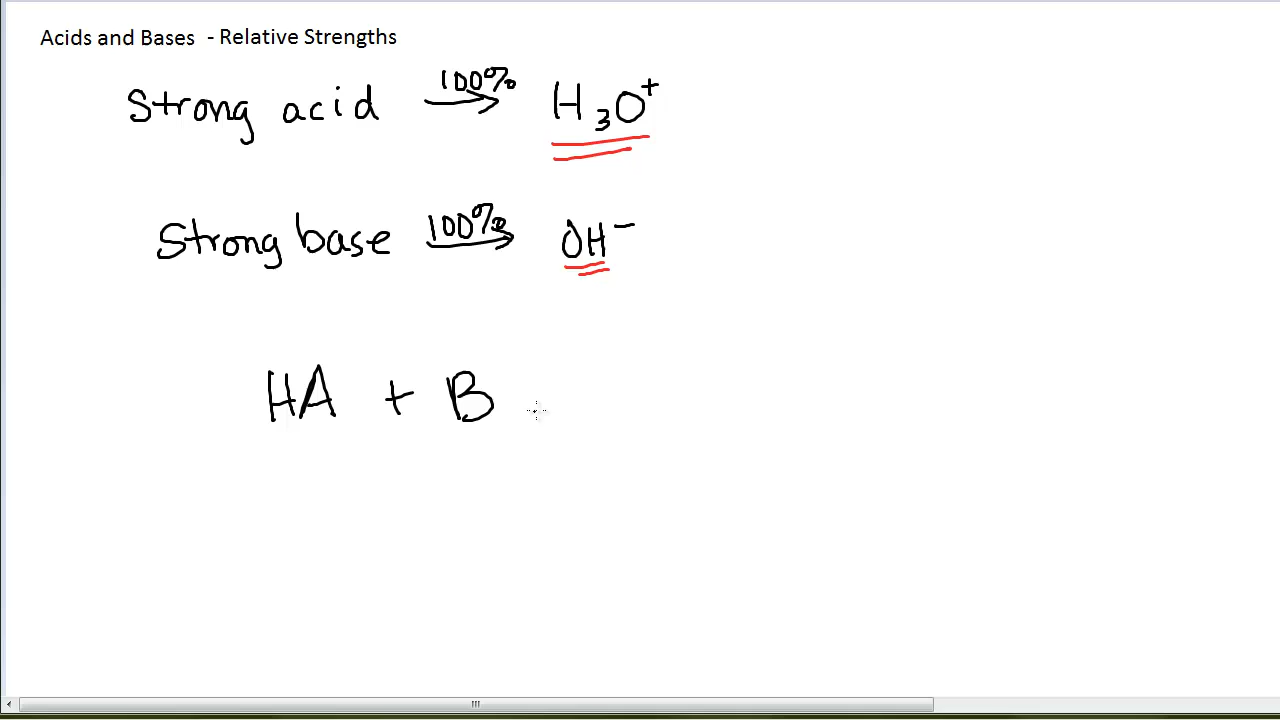 Acids and Bases - Relative Strengths
Strong acid 100% → H₃O⁺
Strong base 100% → OH⁻
HA + B